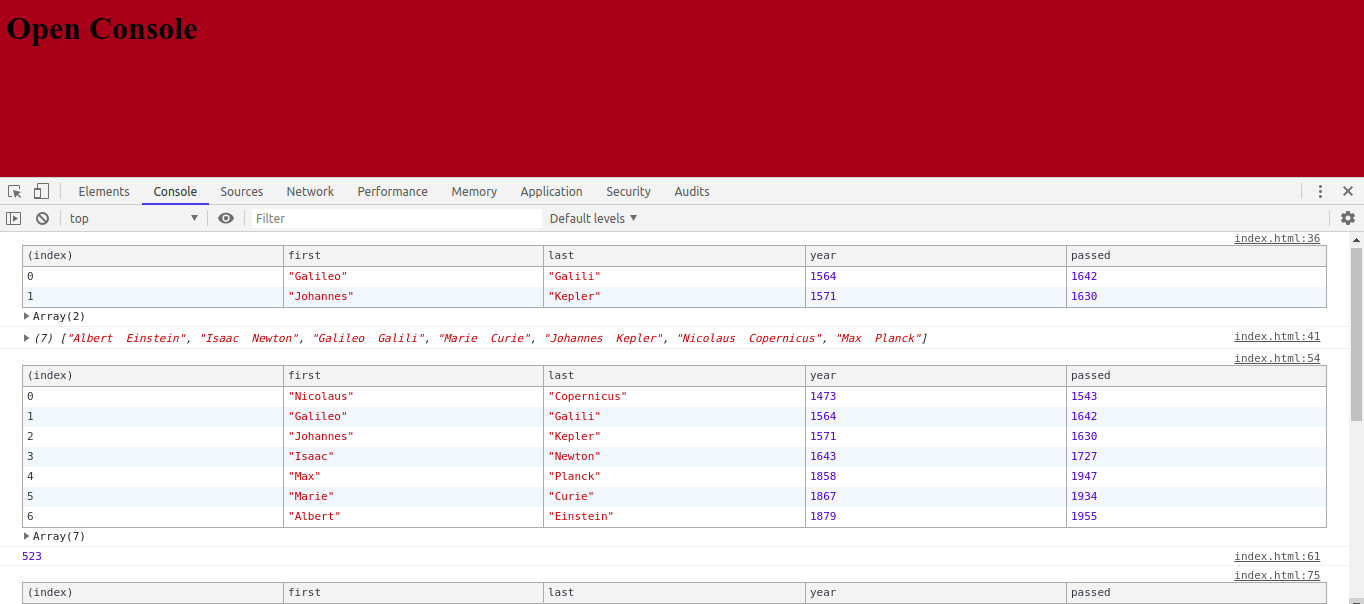 Open Console
Elements Console Sources Network Performance Memory Application Security Audits
top Filter Default levels
index.html:36
(index) first last year passed
0 "Galileo" "Galili" 1564 1642
1 "Johannes" "Kepler" 1571 1630
Array(2)
(7) ["Albert  Einstein", "Isaac  Newton", "Galileo  Galili", "Marie  Curie", "Johannes  Kepler", "Nicolaus  Copernicus", "Max  Planck"] index.html:41
index.html:54
(index) first last year passed
0 "Nicolaus" "Copernicus" 1473 1543
1 "Galileo" "Galili" 1564 1642
2 "Johannes" "Kepler" 1571 1630
3 "Isaac" "Newton" 1643 1727
4 "Max" "Planck" 1858 1947
5 "Marie" "Curie" 1867 1934
6 "Albert" "Einstein" 1879 1955
Array(7)
523 index.html:61
index.html:75
(index) first last year passed